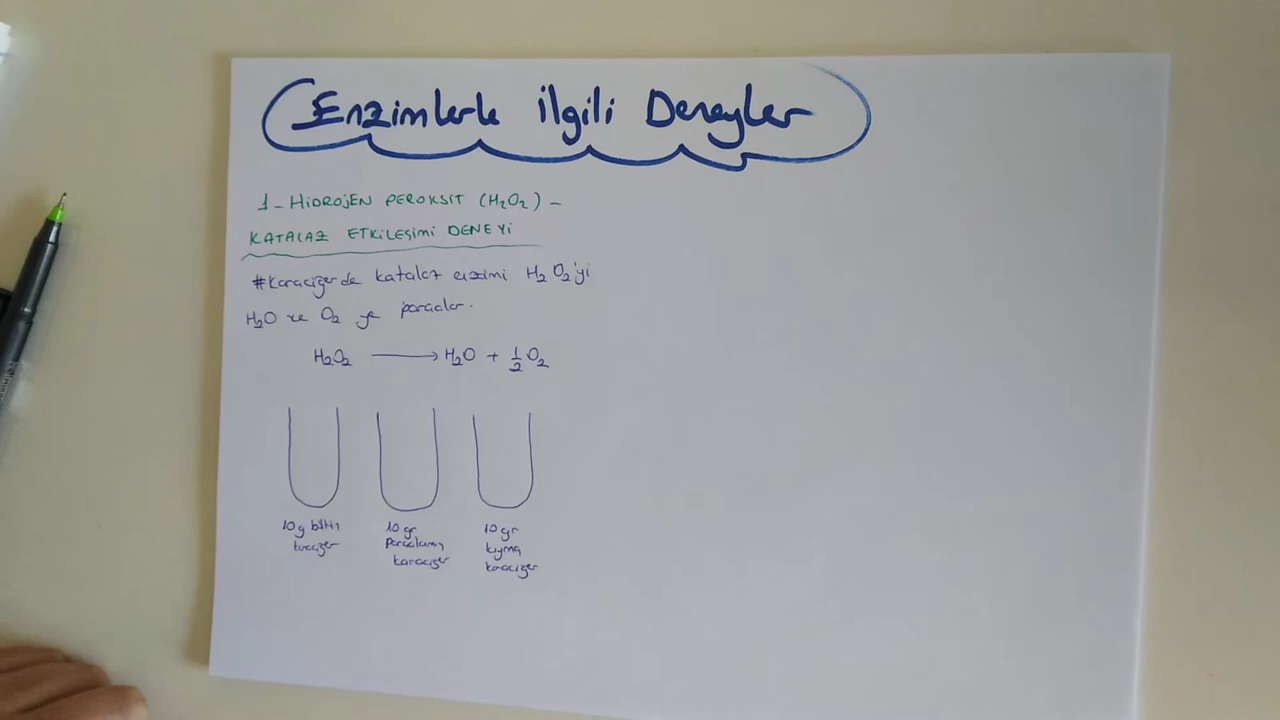 Enzimlerle ilgili Deneyler
1- HİDROJEN PEROKSİT (H₂O₂) –
KATALAZ ETKİLEŞİMİ DENEYİ
#Karaciğerde katalaz enzimi H₂O₂'yi
H₂O ve O₂ ye parçalar.
H₂O₂ → H₂O + 1/2 O₂
10g bütün karaciğer
10 gr parçalanmış karaciğer
10 gr kıyma karaciğer